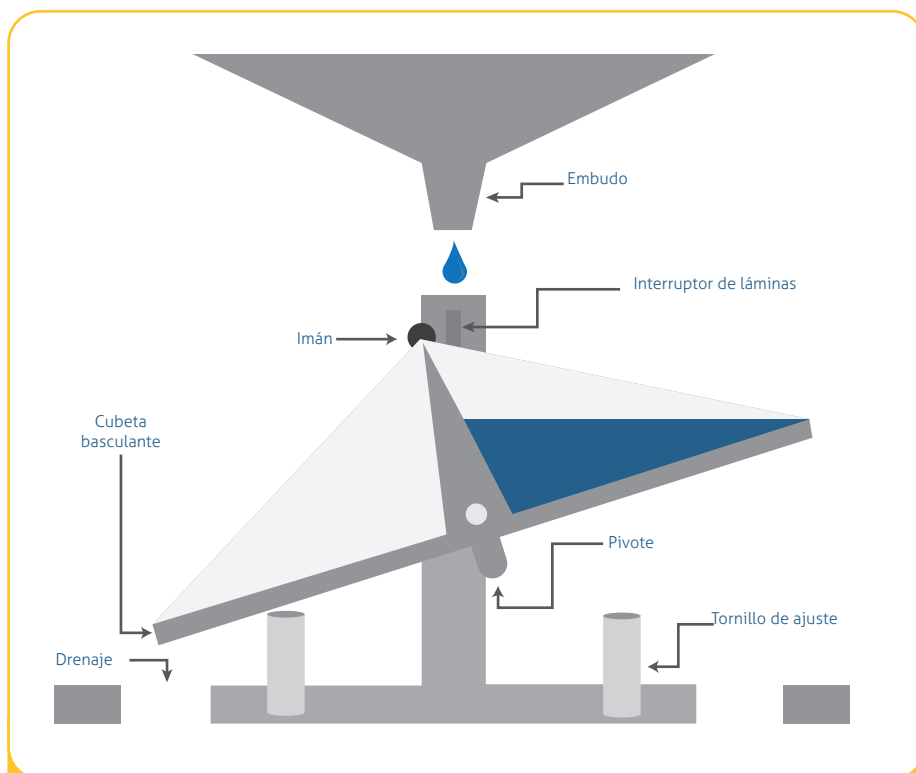 Embudo
Interruptor de láminas
Imán
Cubeta
basculante
Pivote
Tornillo de ajuste
Drenaje